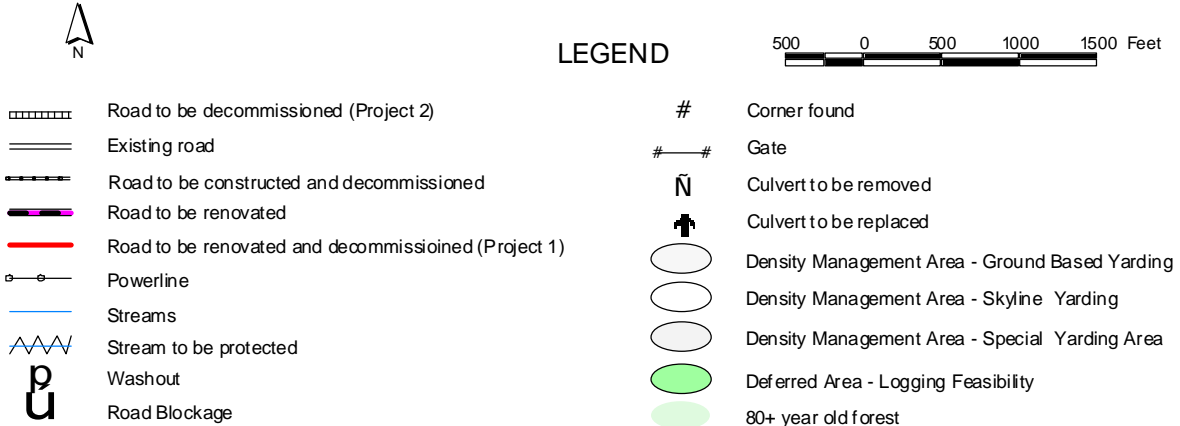 N
LEGEND
500 0 500 1000 1500 Feet
Road to be decommissioned (Project 2)
Existing road
Road to be constructed and decommissioned
Road to be renovated
Road to be renovated and decommissioined (Project 1)
Powerline
Streams
Stream to be protected
p Washout
ú Road Blockage
# Corner found
# # Gate
Ñ Culvert to be removed
Culvert to be replaced
Density Management Area - Ground Based Yarding
Density Management Area - Skyline Yarding
Density Management Area - Special Yarding Area
Deferred Area - Logging Feasibility
80+ year old forest